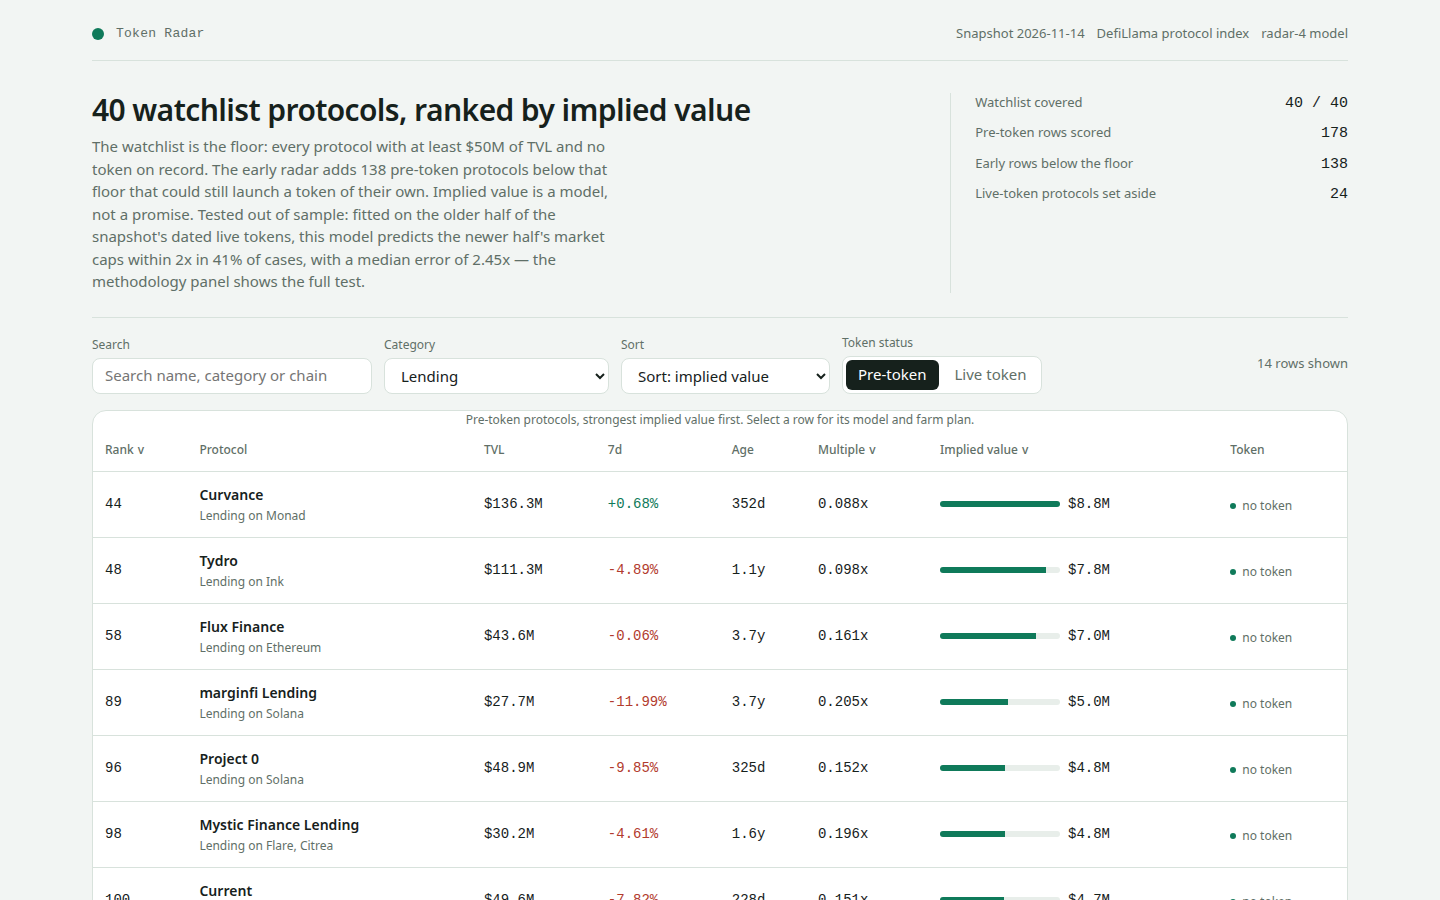 Token Radar
Snapshot 2026-11-14 DefiLlama protocol index radar-4 model
40 watchlist protocols, ranked by implied value
The watchlist is the floor: every protocol with at least $50M of TVL and no
token on record. The early radar adds 138 pre-token protocols below that
floor that could still launch a token of their own. Implied value is a model,
not a promise. Tested out of sample: fitted on the older half of the
snapshot's dated live tokens, this model predicts the newer half's market
caps within 2x in 41% of cases, with a median error of 2.45x — the
methodology panel shows the full test.
Watchlist covered 40 / 40
Pre-token rows scored 178
Early rows below the floor 138
Live-token protocols set aside 24
Search Category Sort Token status
Search name, category or chain Lending Sort: implied value Pre-token Live token 14 rows shown
Pre-token protocols, strongest implied value first. Select a row for its model and farm plan.
Rank v Protocol TVL 7d Age Multiple v Implied value v Token
44 Curvance $136.3M +0.68% 352d 0.088x $8.8M no token
Lending on Monad
48 Tydro $111.3M -4.89% 1.1y 0.098x $7.8M no token
Lending on Ink
58 Flux Finance $43.6M -0.06% 3.7y 0.161x $7.0M no token
Lending on Ethereum
89 marginfi Lending $27.7M -11.99% 3.7y 0.205x $5.0M no token
Lending on Solana
96 Project 0 $48.9M -9.85% 325d 0.152x $4.8M no token
Lending on Solana
98 Mystic Finance Lending $30.2M -4.61% 1.6y 0.196x $4.8M no token
Lending on Flare, Citrea
100 Current $49.6M -7.82% 228d 0.151x $4.7M no token